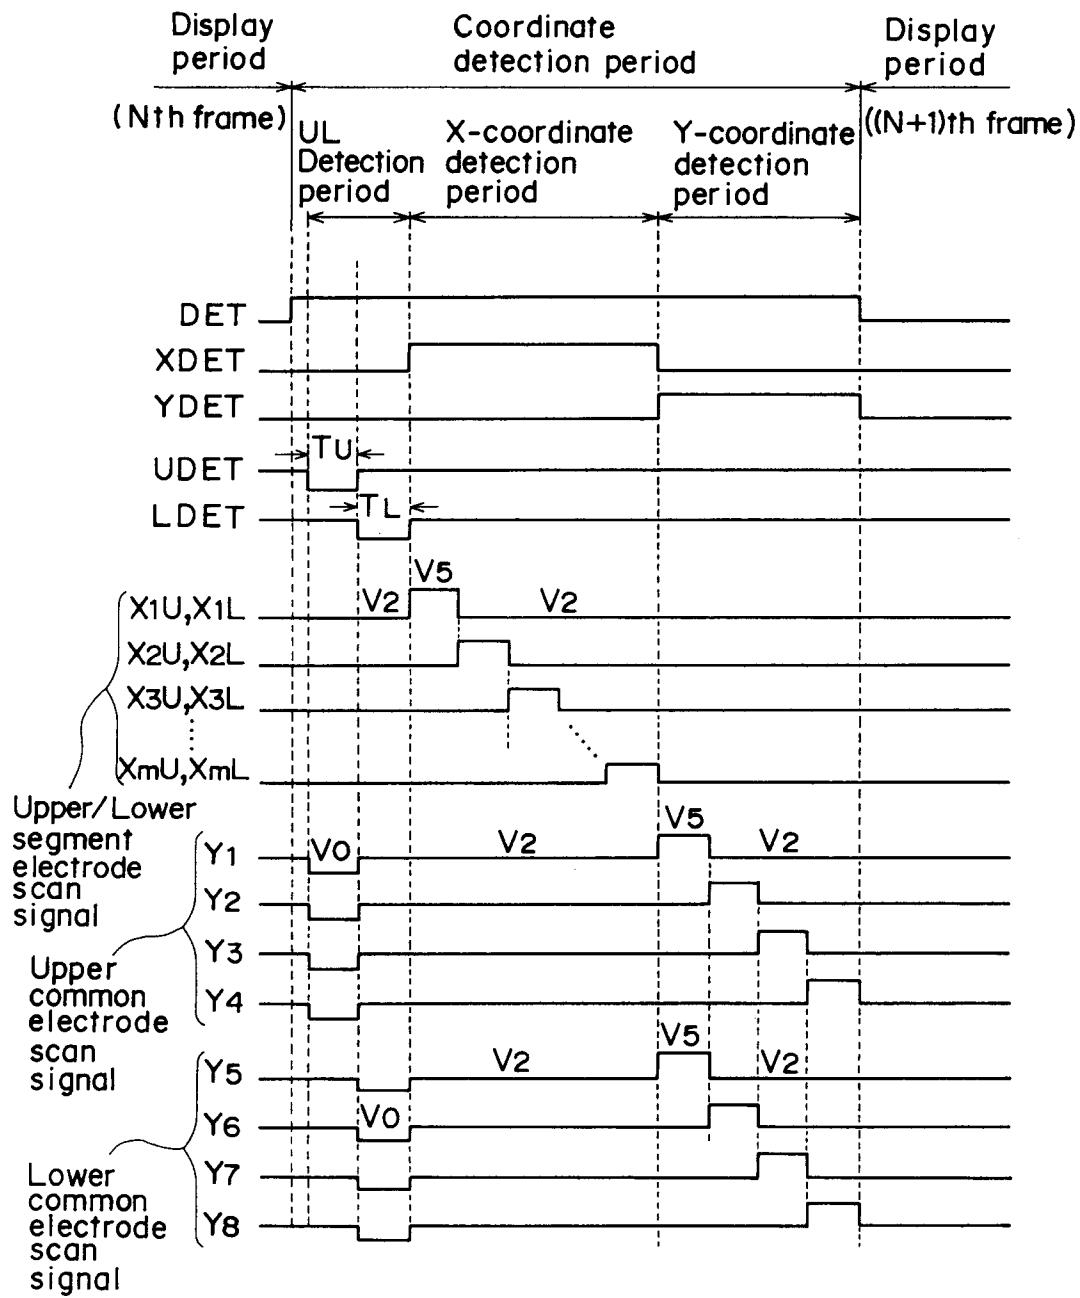 Display period
Coordinate detection period
Display period
(Nth frame)
((N+1)th frame)
UL Detection period
X-coordinate detection period
Y-coordinate detection period
DET
XDET
YDET
TU
UDET
TL
LDET
V5
X1U,X1L
V2
V2
X2U,X2L
X3U,X3L
XmU,XmL
Upper/Lower segment electrode scan signal
V5
Y1
V0
V2
V2
Y2
Y3
Y4
Upper common electrode scan signal
V5
Y5
V2
V2
Y6
V0
Y7
Y8
Lower common electrode scan signal